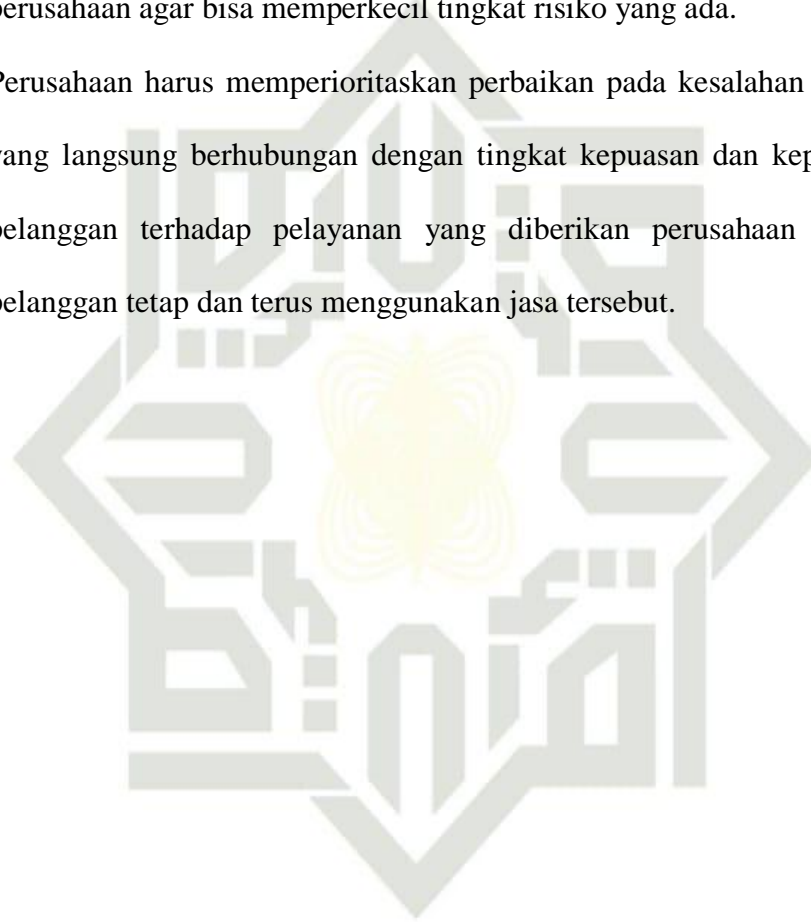 perusahaan agar bisa memperkecil tingkat risiko yang ada.
Perusahaan harus memperioritaskan perbaikan pada kesalahan
yang langsung berhubungan dengan tingkat kepuasan dan
pelanggan terhadap pelayanan yang diberikan perusahaan
pelanggan tetap dan terus menggunakan jasa tersebut.